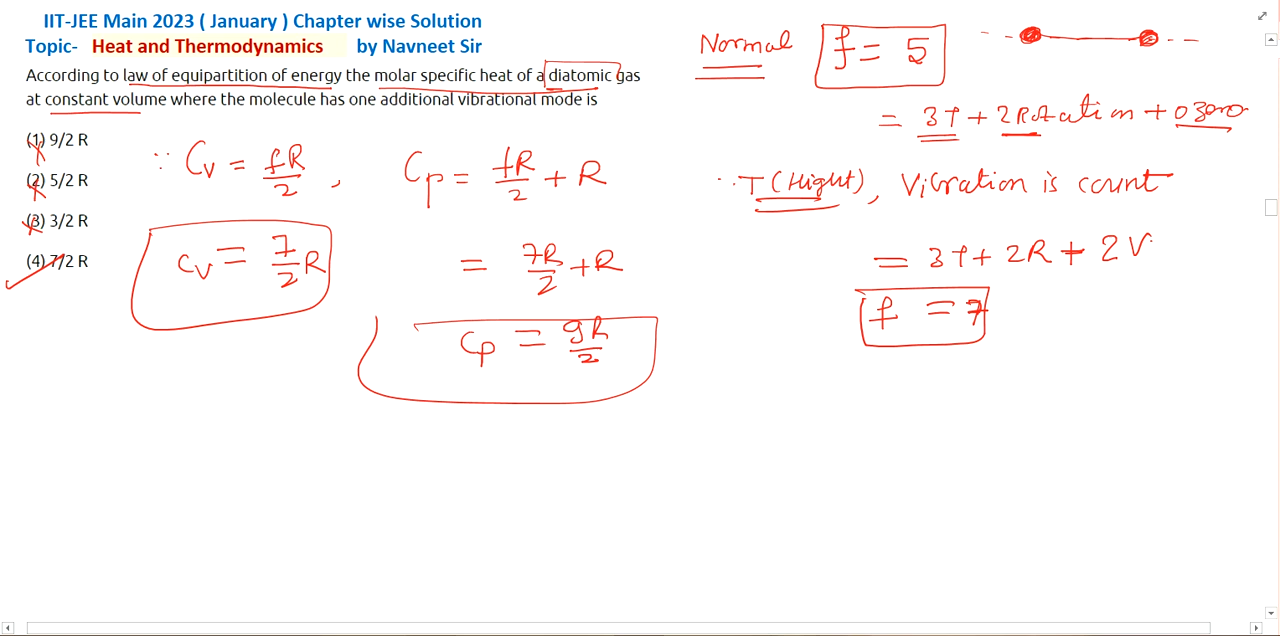 IIT-JEE Main 2023 ( January ) Chapter wise Solution
Topic- Heat and Thermodynamics by Navneet Sir
According to law of equipartition of energy the molar specific heat of a diatomic gas
at constant volume where the molecule has one additional vibrational mode is
(1) 9/2 R
(2) 5/2 R
(3) 3/2 R
(4) 7/2 R
∵ Cv = fR/2 ,
Cv = 7/2 R
Cp = fR/2 + R
= 7R/2 + R
Cp = 9R/2
Normal f = 5
= 3T + 2Rotation + 0 zero
∵ T (Hight), Vibration is count
= 3T + 2R + 2V
f = 7